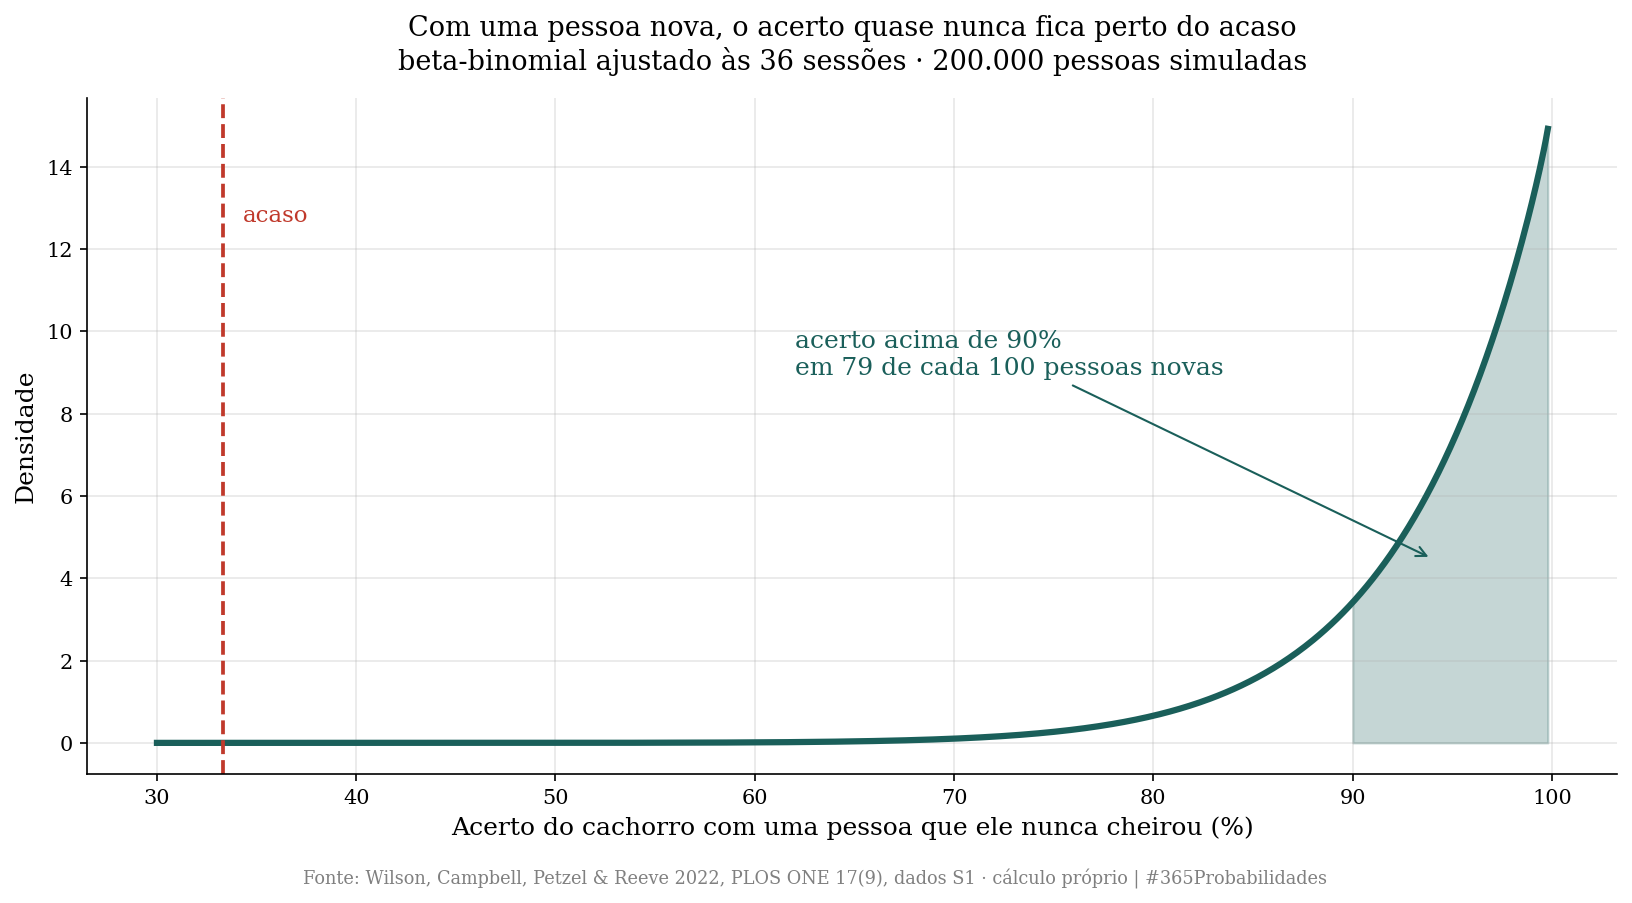 Com uma pessoa nova, o acerto quase nunca fica perto do acaso
beta-binomial ajustado às 36 sessões · 200.000 pessoas simuladas
14
12
10
8
6
4
2
0
Densidade
acaso
acerto acima de 90%
em 79 de cada 100 pessoas novas
30 40 50 60 70 80 90 100
Acerto do cachorro com uma pessoa que ele nunca cheirou (%)
Fonte: Wilson, Campbell, Petzel & Reeve 2022, PLOS ONE 17(9), dados S1 · cálculo próprio | #365Probabilidades